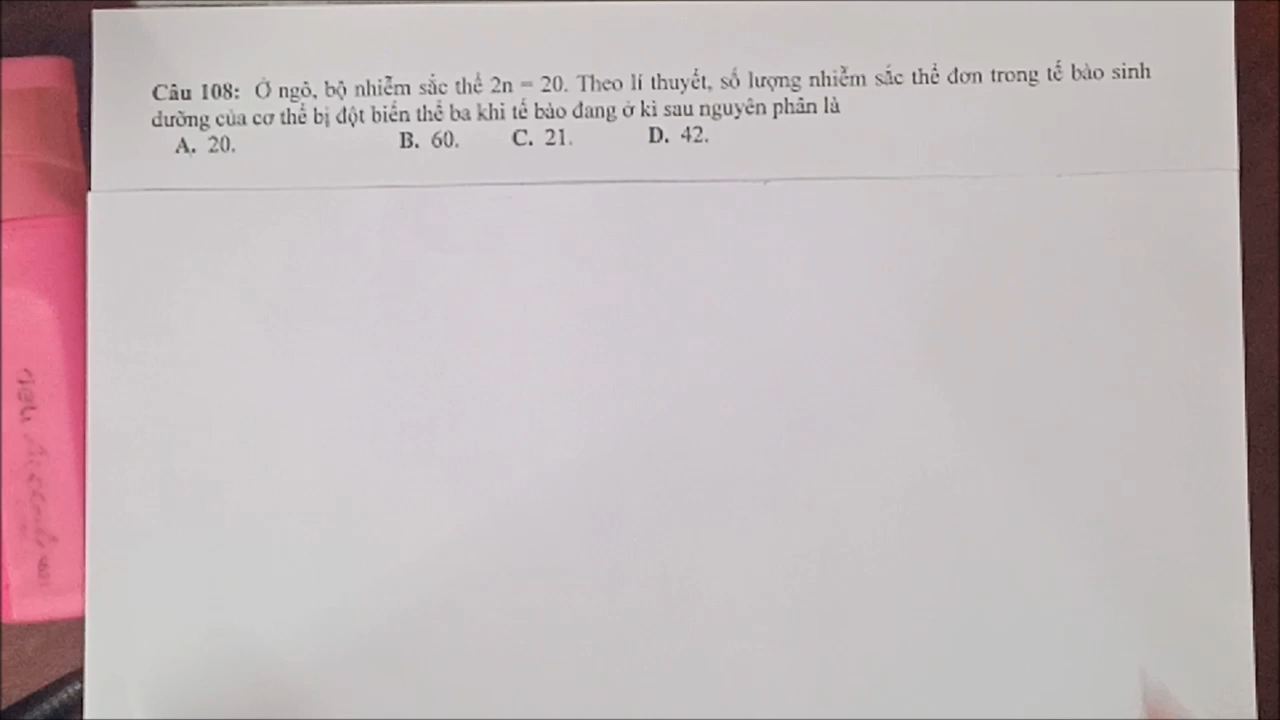 Câu 108: Ở ngô, bộ nhiễm sắc thể 2n = 20. Theo lí thuyết, số lượng nhiễm sắc thể đơn trong tế bào sinh
dưỡng của cơ thể bị đột biến thể ba khi tế bào đang ở kì sau nguyên phân là
A. 20. B. 60. C. 21. D. 42.